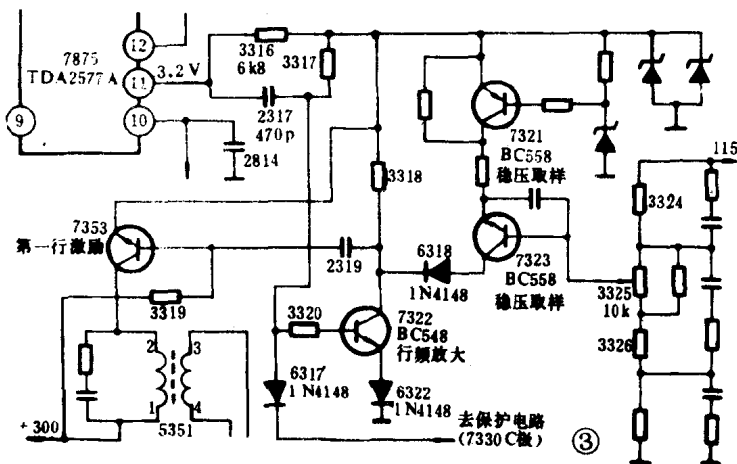 12
7875
TDA2577A
11
3.2V
9
10
3316
6k8
3317
2317
470p
2814
7321
BC558
稳压取样
3318
115
3324
7353
第一行激励
2319
6318
1N4148
7323
BC558
稳压取样
3325
10k
3319
3320
7322
BC548
行频放大
3326
2
3
6317
1N4148
6322
1N4148
1
4
+300
5351
去保护电路
(7330C极)
③